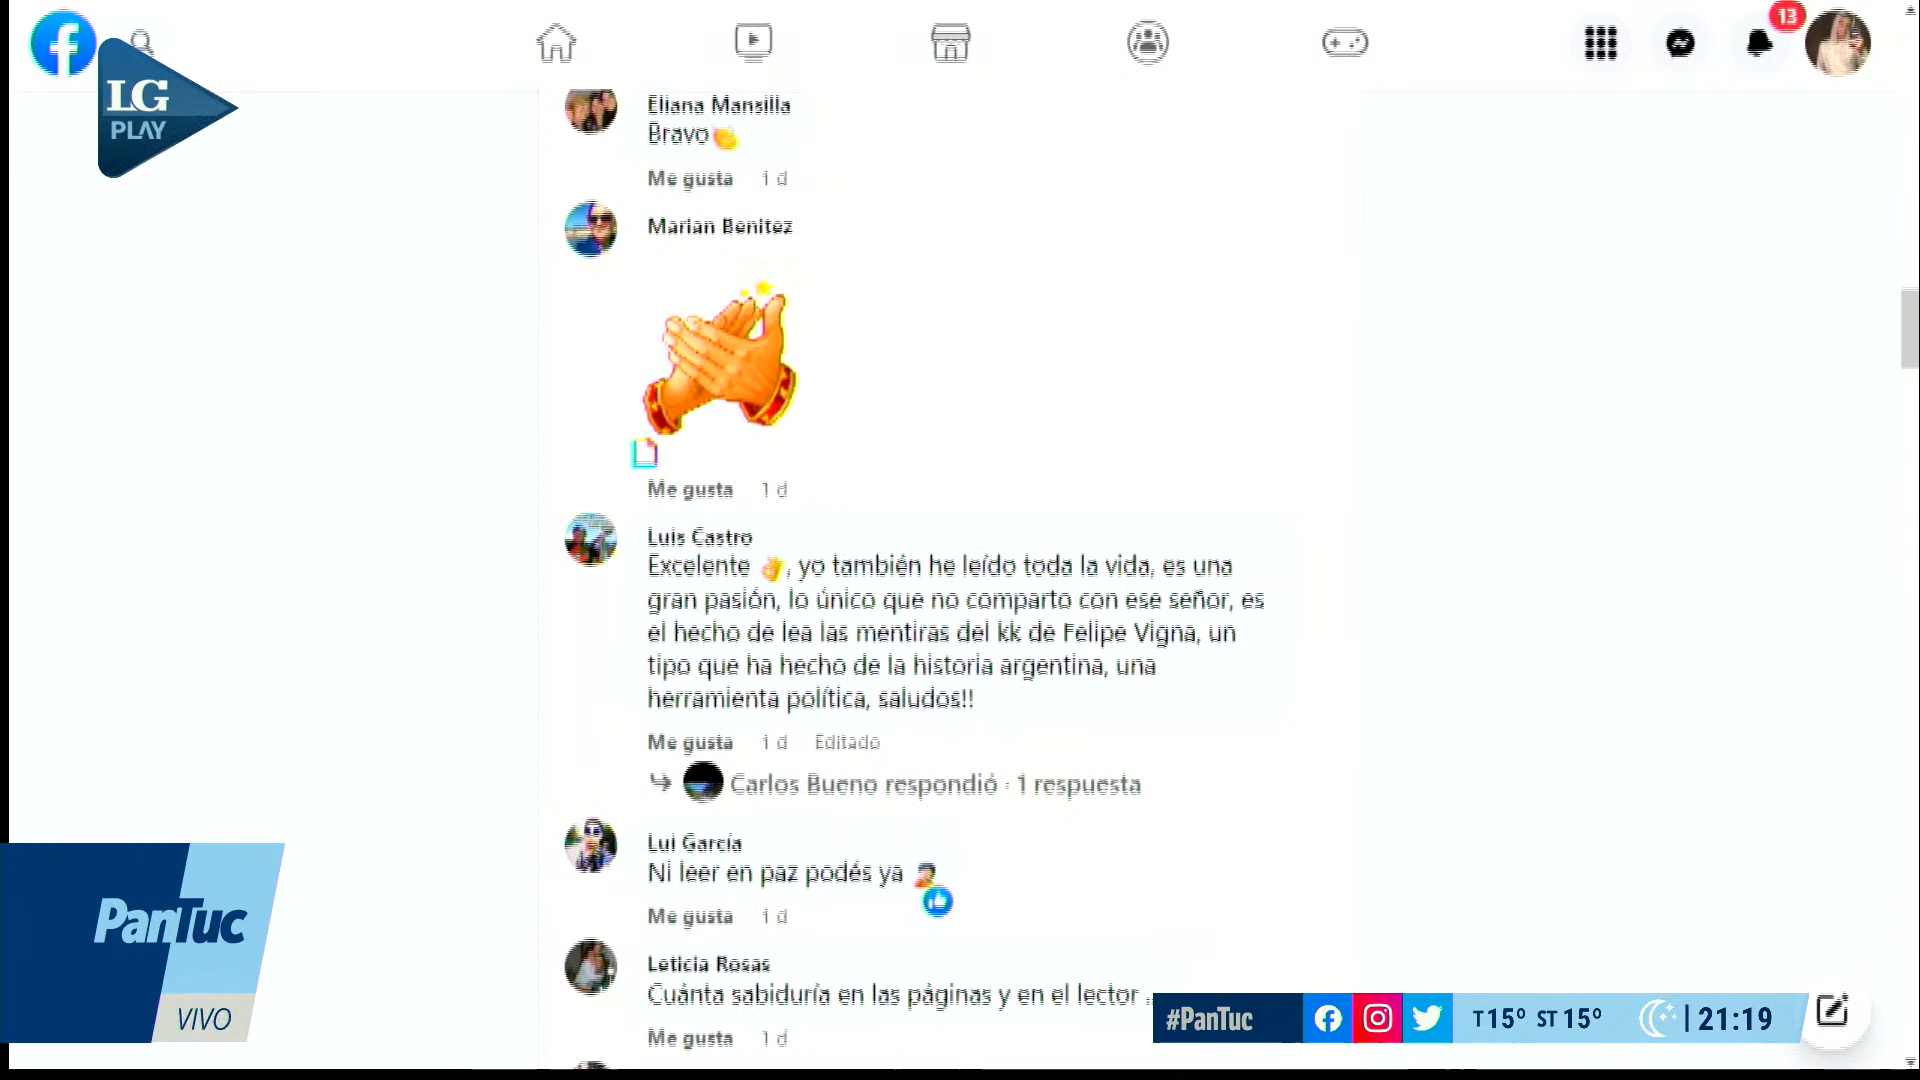 13
LG
PLAY
Eliana Mansilla
Bravo
Me gusta 1 d
Marian Benitez
Me gusta 1 d
Luis Castro
Excelente , yo también he leído toda la vida, es una
gran pasión, lo único que no comparto con ese señor, es
el hecho de lea las mentiras del kk de Felipe Vigna, un
tipo que ha hecho de la historia argentina, una
herramienta política, saludos!!
Me gusta 1 d Editado
Carlos Bueno respondió · 1 respuesta
Lui García
Ni leer en paz podés ya
Me gusta 1 d
Leticia Rosas
Cuánta sabiduría en las páginas y en el lector
Me gusta 1 d
PanTuc
VIVO
#PanTuc T 15º ST 15º | 21:19